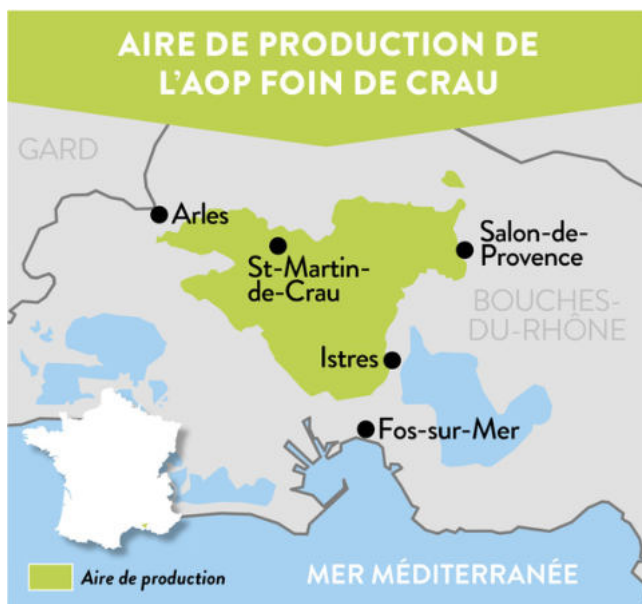 AIRE DE PRODUCTION DE
L'AOP FOIN DE CRAU
GARD
Arles
St-Martin-
de-Crau
Salon-de-
Provence
BOUCHES-
DU-RHÔNE
Istres
Fos-sur-Mer
Aire de production
MER MÉDITERRANÉE